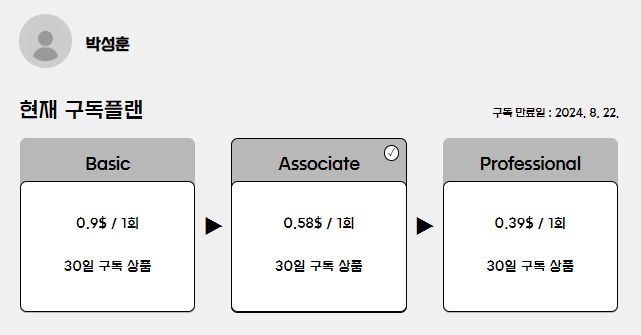 박성훈
현재 구독플랜
구독 만료일 : 2024. 8. 22.
Basic
0.9$ / 1회
30일 구독 상품
Associate
0.58$ / 1회
30일 구독 상품
Professional
0.39$ / 1회
30일 구독 상품